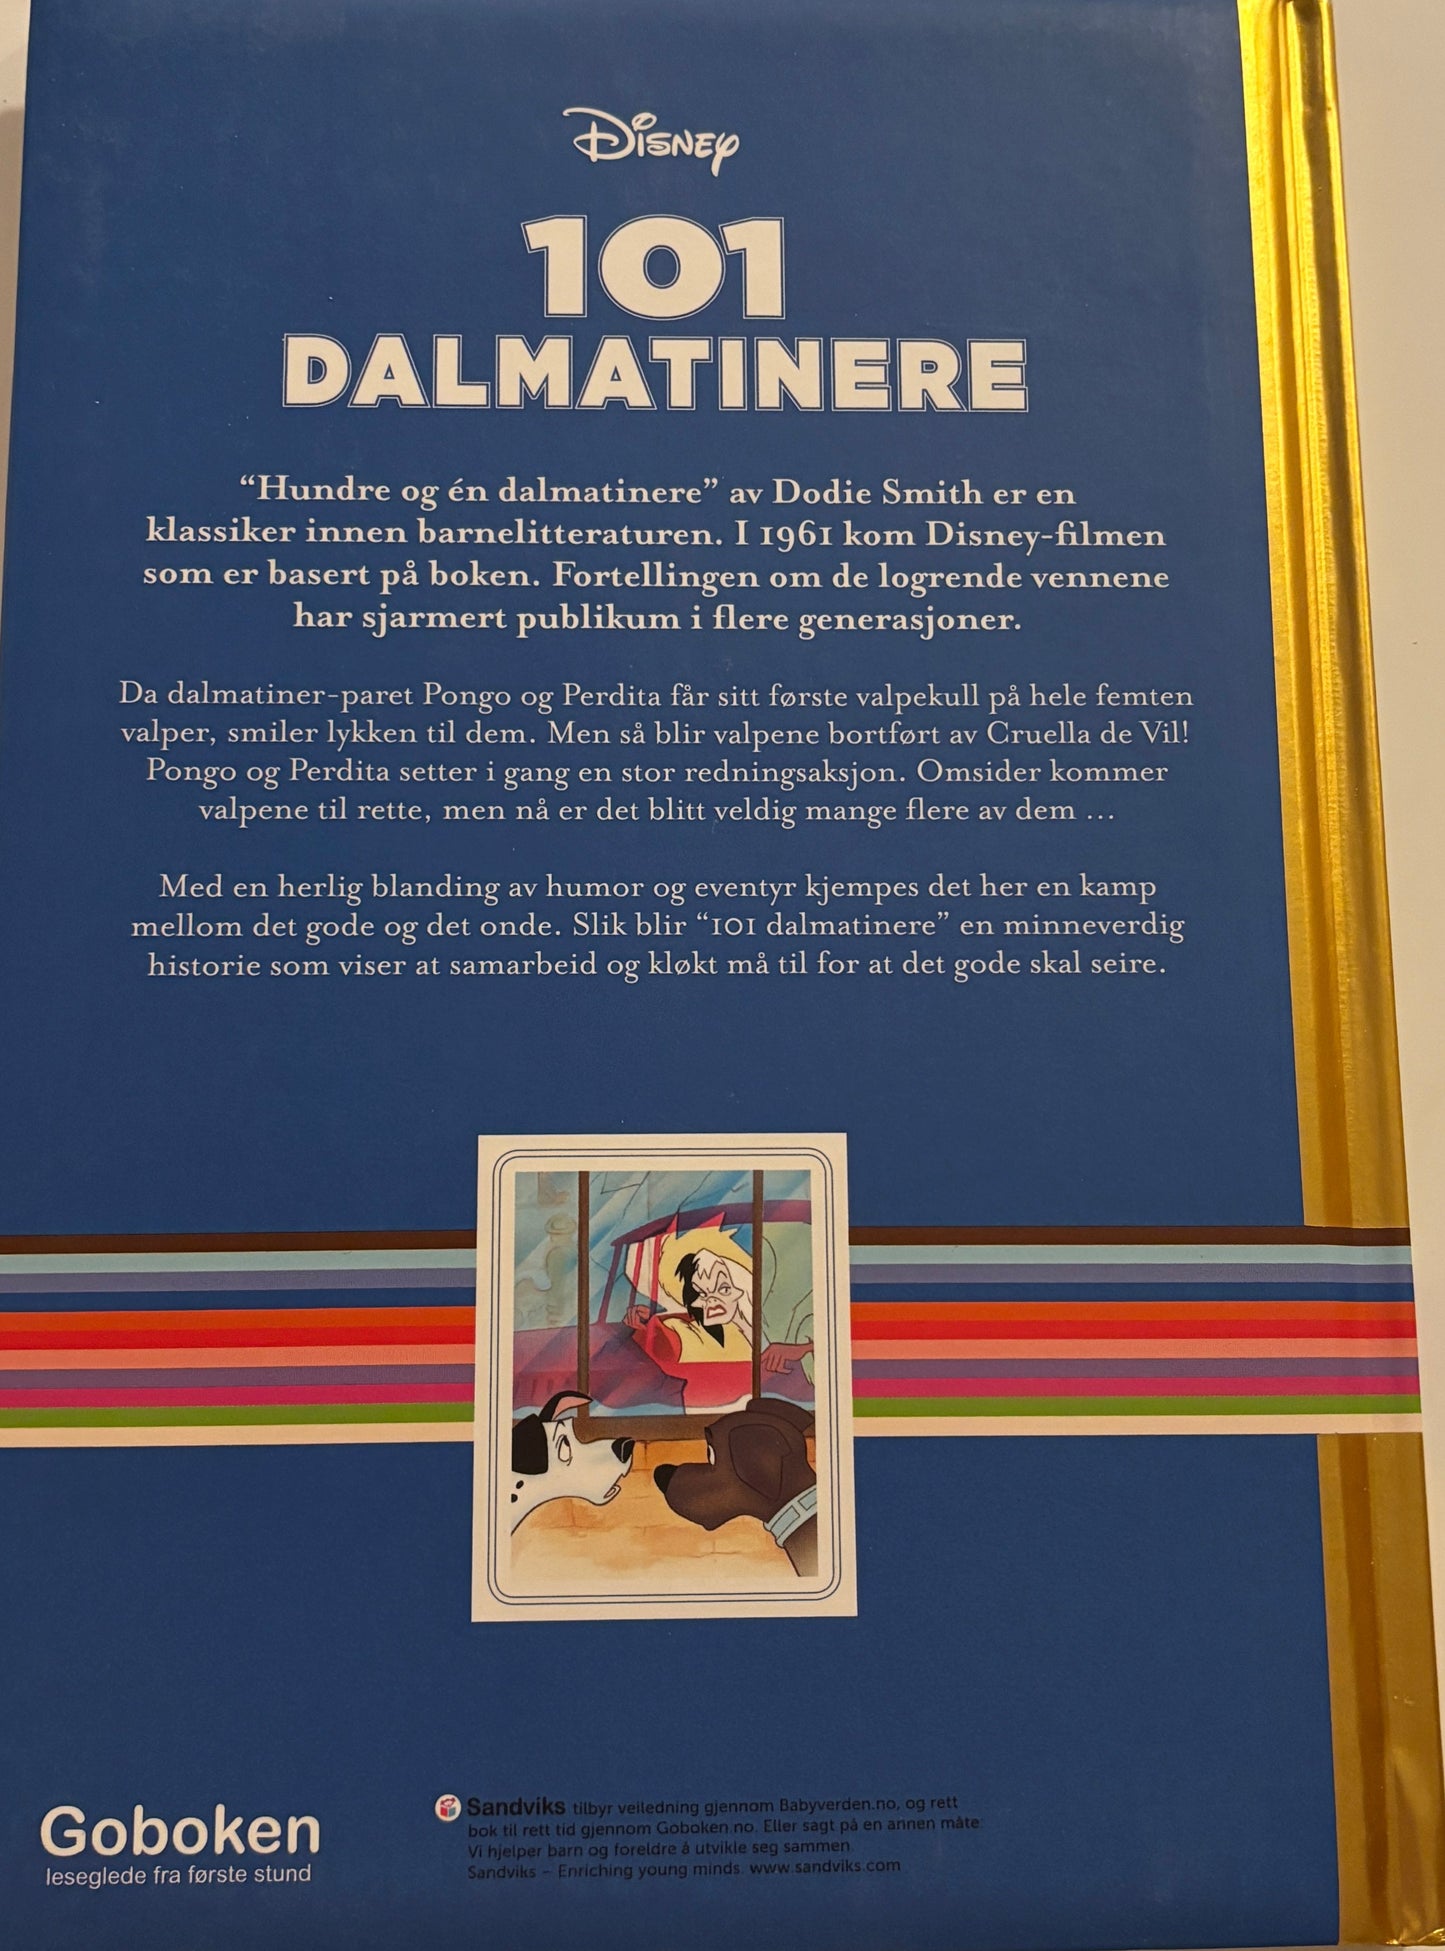 Disney
101
DALMATINERE
“Hundre og én dalmatinere” av Dodie Smith er en
klassiker innen barnelitteraturen. I 1961 kom Disney-filmen
som er basert på boken. Fortellingen om de logrende vennene
har sjarmert publikum i flere generasjoner.
Da dalmatiner-paret Pongo og Perdita får sitt første valpekull på hele femten
valper, smiler lykken til dem. Men så blir valpene bortført av Cruella de Vil!
Pongo og Perdita setter i gang en stor redningsaksjon. Omsider kommer
valpene til rette, men nå er det blitt veldig mange flere av dem ...
Med en herlig blanding av humor og eventyr kjempes det her en kamp
mellom det gode og det onde. Slik blir “101 dalmatinere” en minneverdig
historie som viser at samarbeid og kløkt må til for at det gode skal seire.
Goboken
leseglede fra første stund
Sandviks tilbyr veiledning gjennom Babyverden.no, og rett
bok til rett tid gjennom Goboken.no. Eller sagt på en annen måte:
Vi hjelper barn og foreldre å utvikle seg sammen.
Sandviks – Enriching young minds. www.sandviks.com